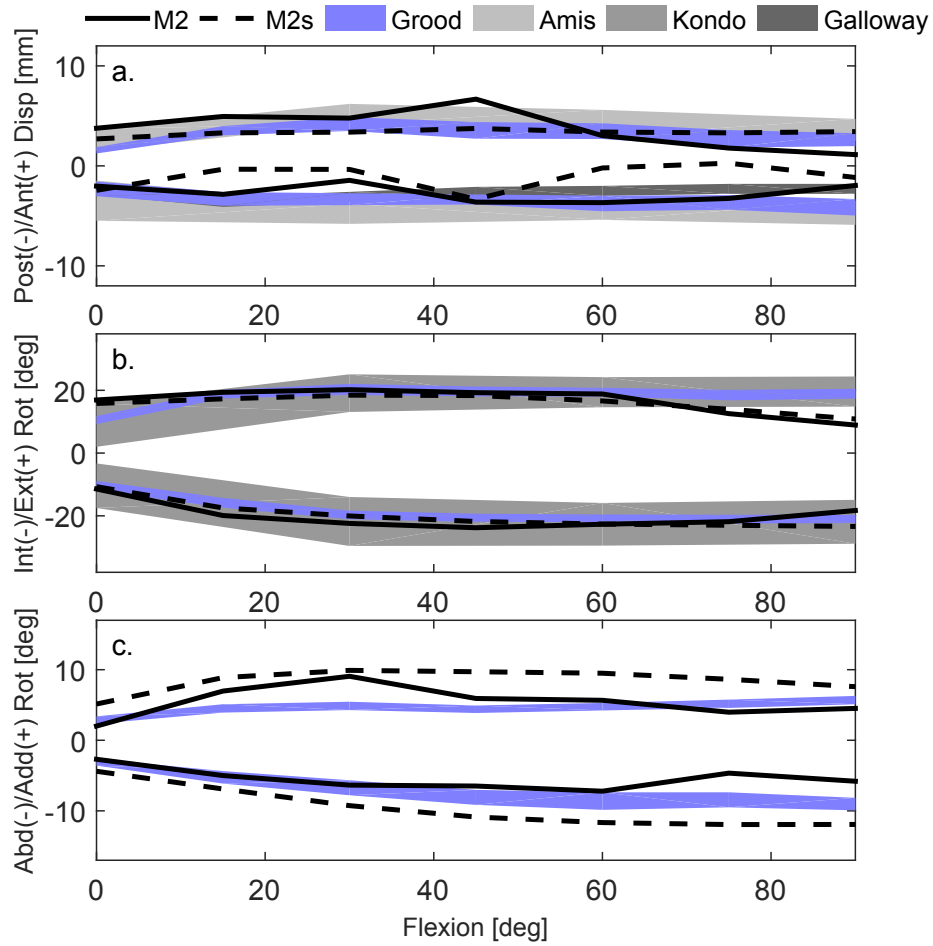 M2 M2s Grood Amis Kondo Galloway
a.
Post(-)/Ant(+) Disp [mm]
10
0
-10
0 20 40 60 80
b.
Int(-)/Ext(+) Rot [deg]
20
0
-20
0 20 40 60 80
c.
Abd(-)/Add(+) Rot [deg]
10
0
-10
0 20 40 60 80
Flexion [deg]